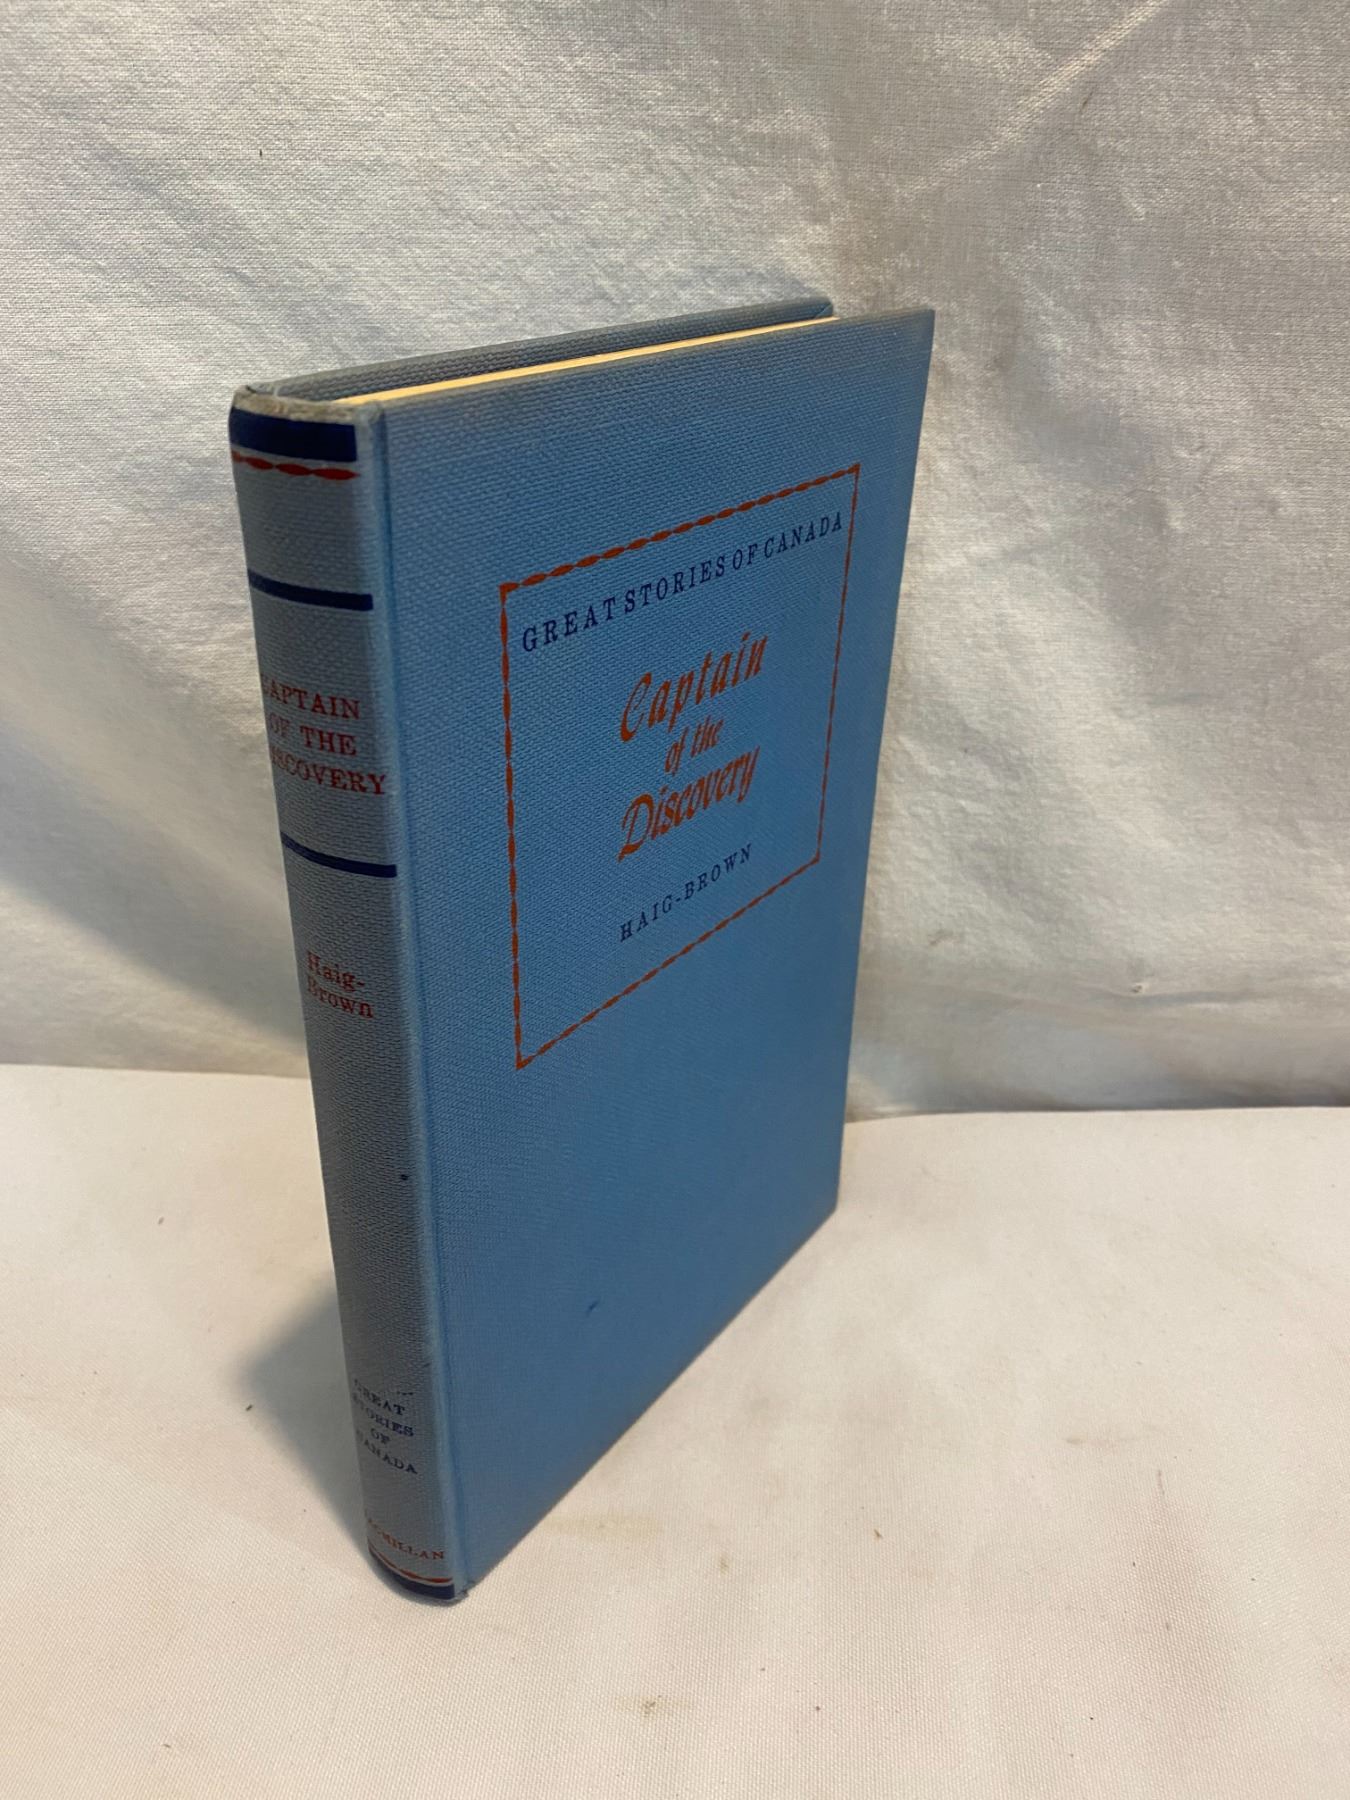 GREAT STORIES OF CANADA
Captain
of the
Discovery
HAIG-BROWN
CAPTAIN
OF THE
DISCOVERY
Haig-
Brown
GREAT
STORIES
OF
CANADA
MACMILLAN